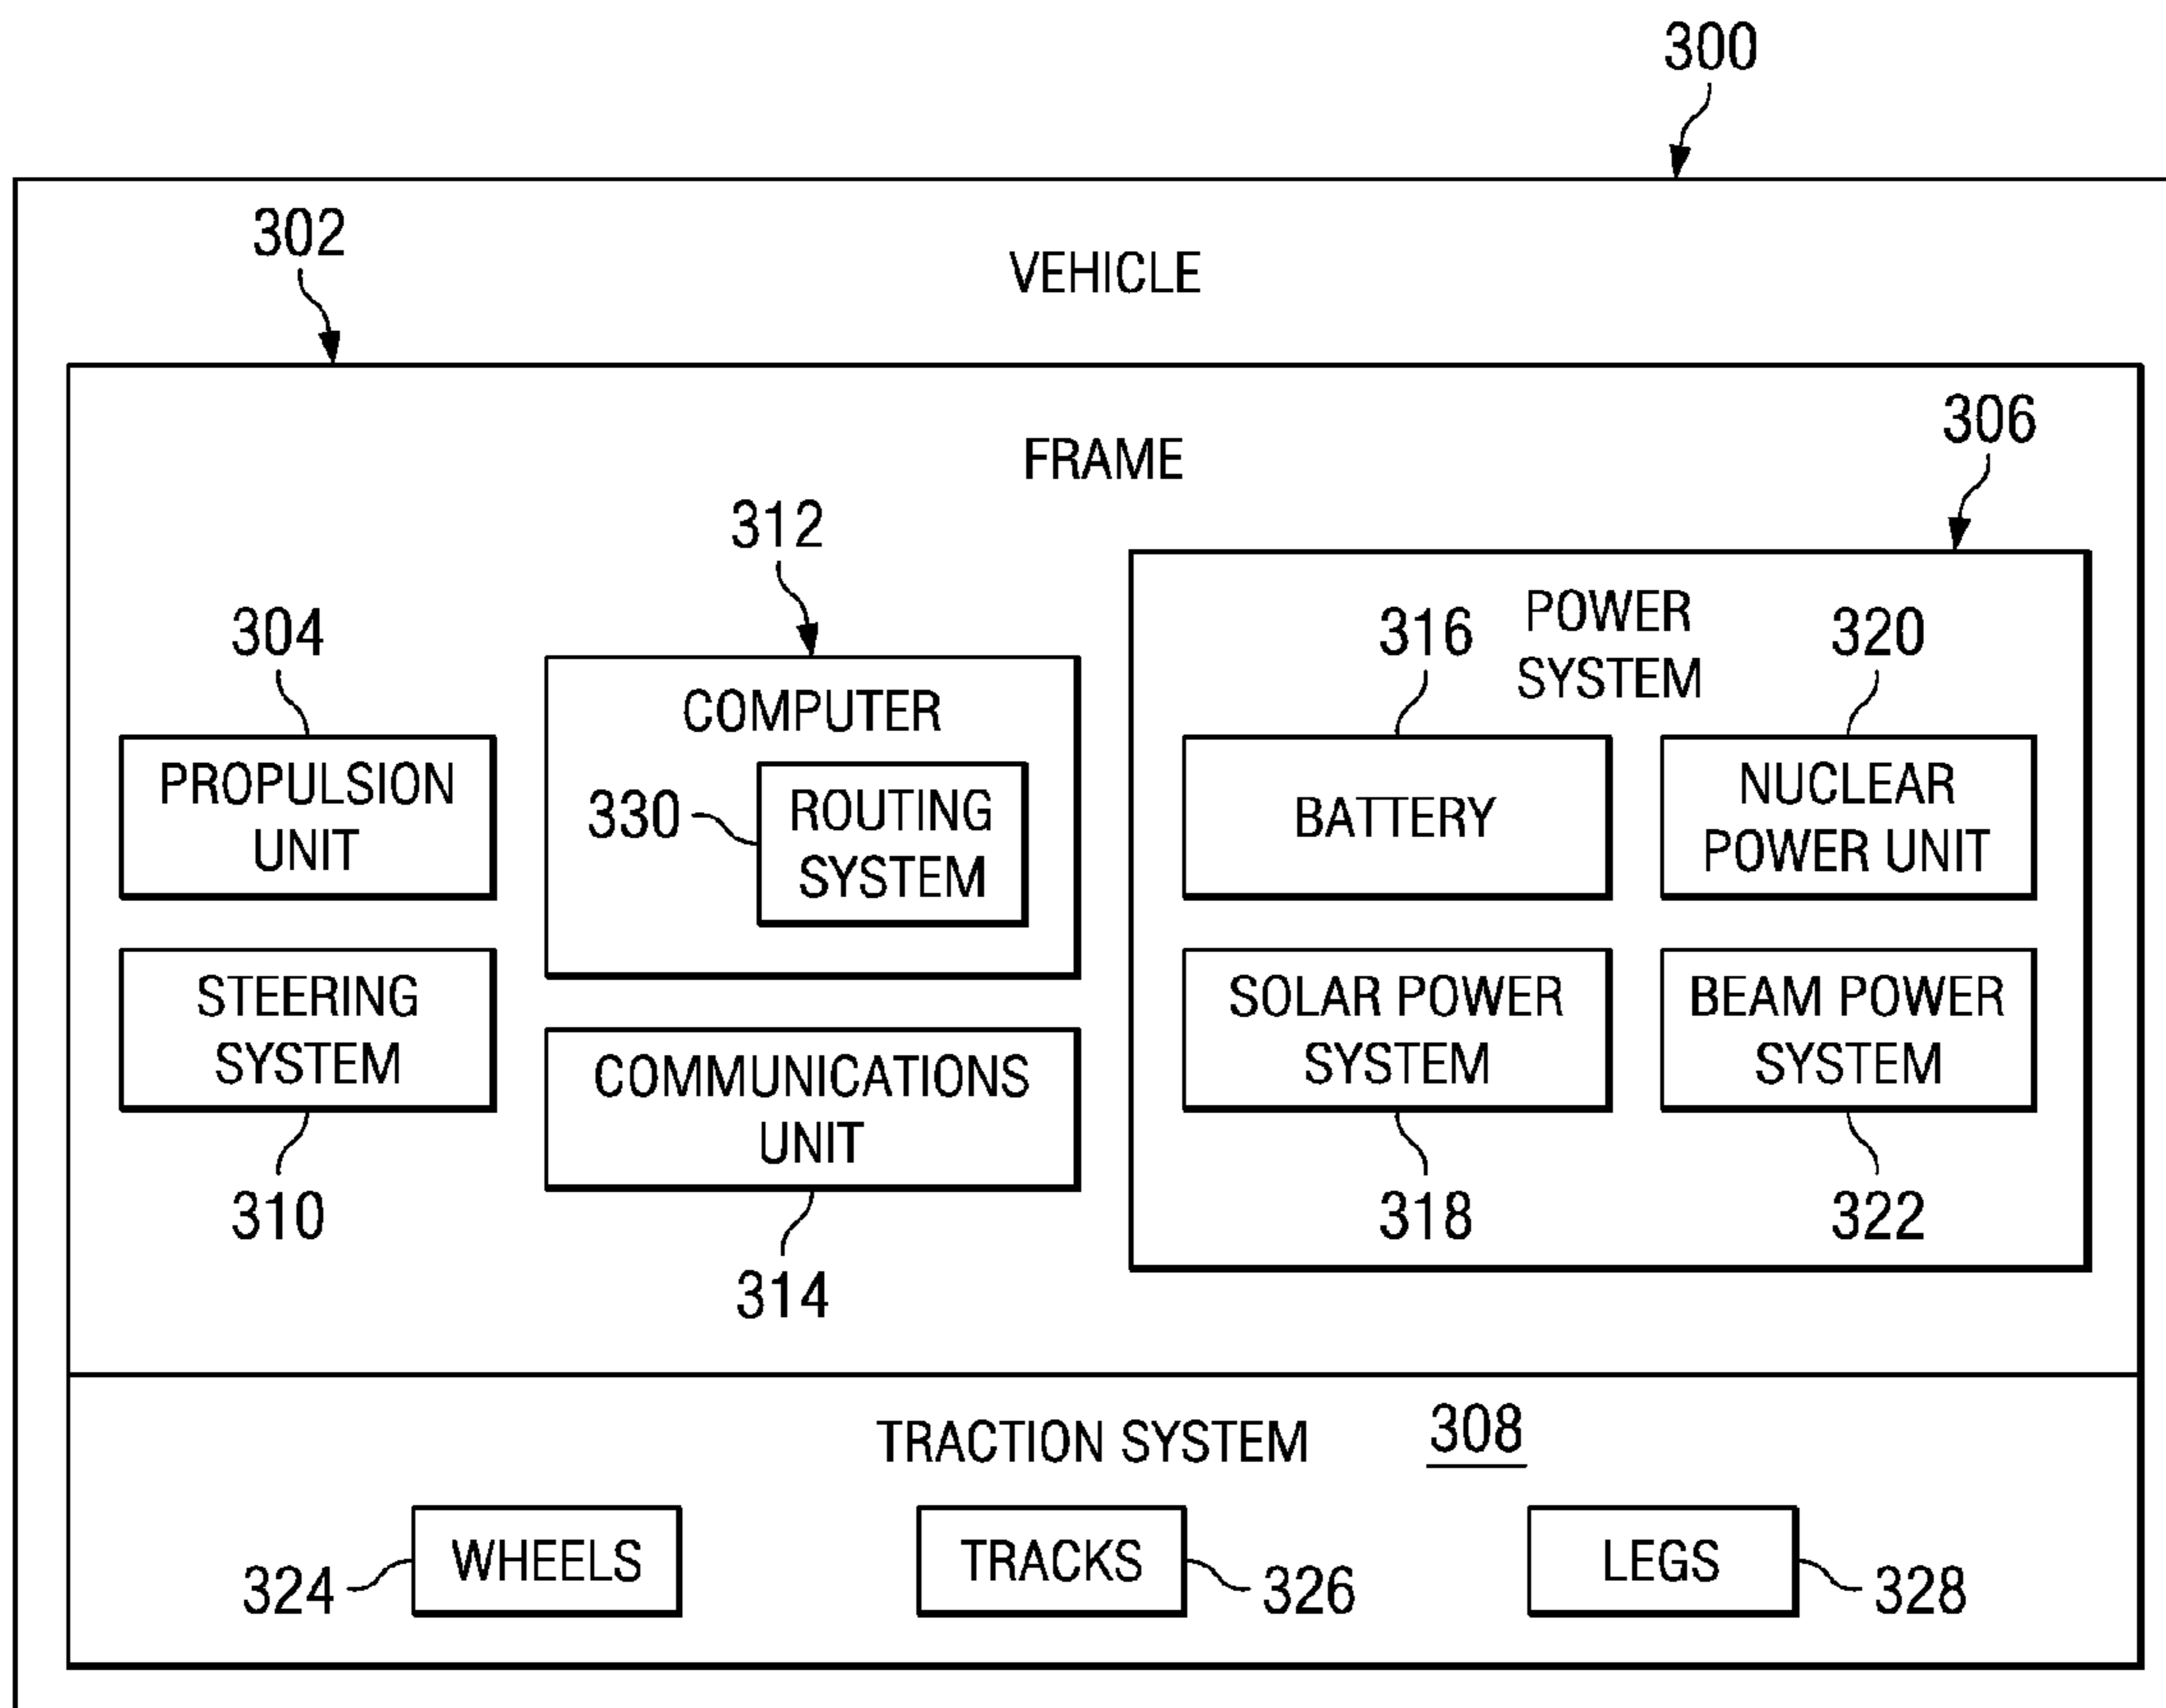 300
302
VEHICLE
306
FRAME
312
304
316
POWER
SYSTEM
320
COMPUTER
PROPULSION
UNIT
330
ROUTING
SYSTEM
BATTERY
NUCLEAR
POWER UNIT
STEERING
SYSTEM
COMMUNICATIONS
UNIT
SOLAR POWER
SYSTEM
BEAM POWER
SYSTEM
310
314
318
322
TRACTION SYSTEM 308
324
WHEELS
TRACKS
326
LEGS
328